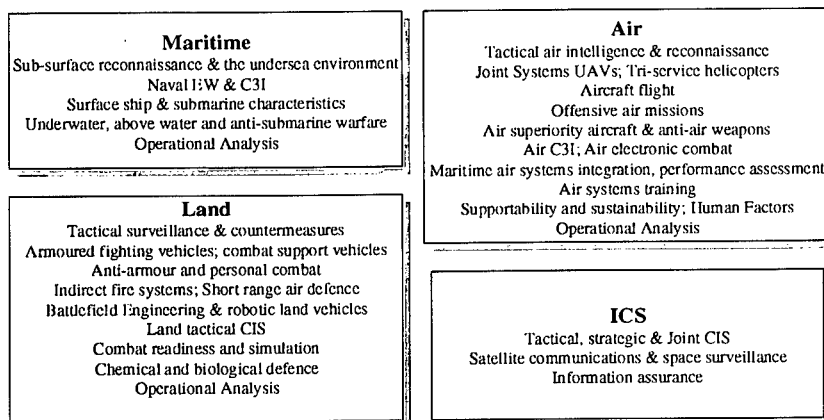 Maritime
Sub-surface reconnaissance & the undersea environment
Naval EW & C3I
Surface ship & submarine characteristics
Underwater, above water and anti-submarine warfare
Operational Analysis
Land
Tactical surveillance & countermeasures
Armoured fighting vehicles; combat support vehicles
Anti-armour and personal combat
Indirect fire systems; Short range air defence
Battlefield Engineering & robotic land vehicles
Land tactical CIS
Combat readiness and simulation
Chemical and biological defence
Operational Analysis
Air
Tactical air intelligence & reconnaissance
Joint Systems UAVs; Tri-service helicopters
Aircraft flight
Offensive air missions
Air superiority aircraft & anti-air weapons
Air C3I; Air electronic combat
Maritime air systems integration, performance assessment
Air systems training
Supportability and sustainability; Human Factors
Operational Analysis
ICS
Tactical, strategic & Joint CIS
Satellite communications & space surveillance
Information assurance